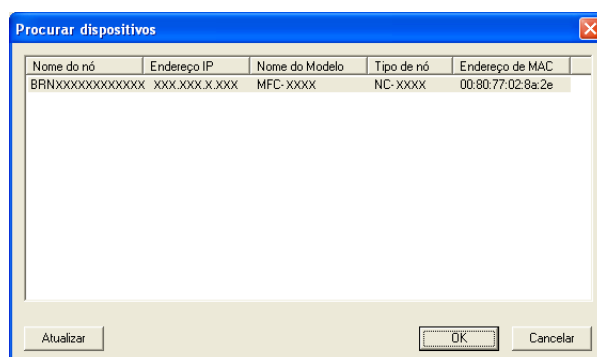 Procurar dispositivos
Nome do nó Endereço IP Nome do Modelo Tipo de nó Endereço de MAC
BRNXXXXXXXXXXXX XXX.XXX.X.XXX MFC-XXXX NC-XXXX 00:80:77:02:8a:2e
Atualizar OK Cancelar